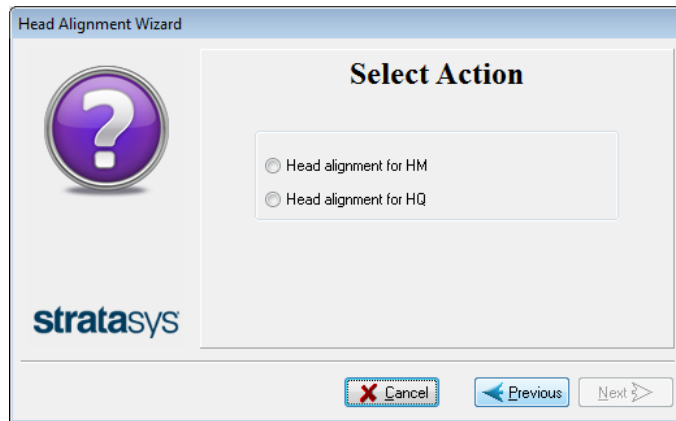 Head Alignment Wizard
Select Action
Head alignment for HM
Head alignment for HQ
stratasys
Cancel
Previous
Next